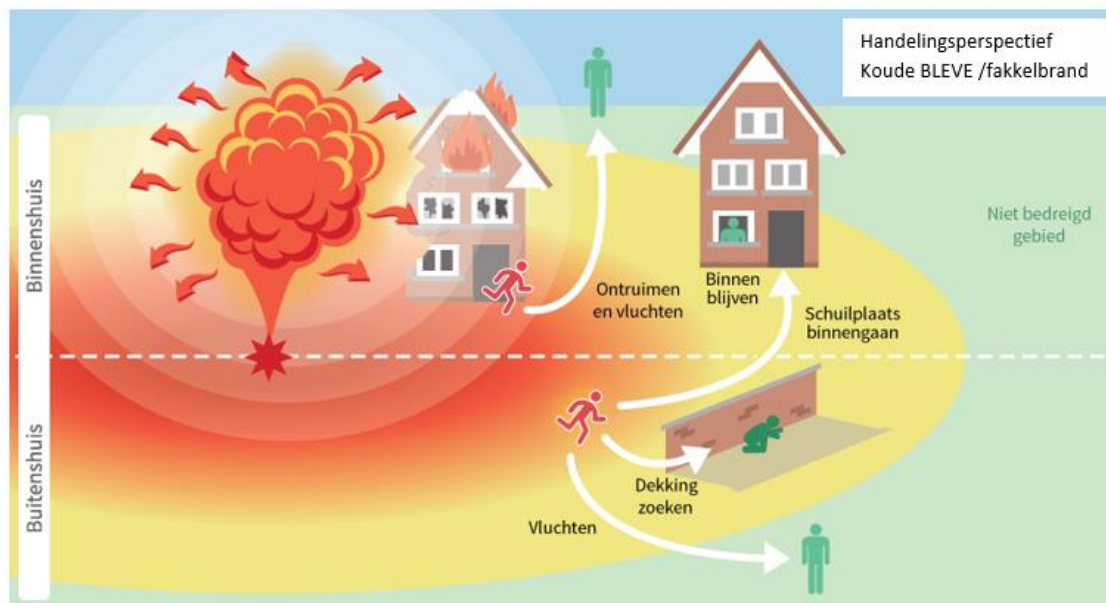 Handelingsperspectief
Koude BLEVE /fakkelbrand
Binnenshuis
Niet bedreigd
gebied
Ontruimen
en vluchten
Binnen
blijven
Schuilplaats
binnengaan
Buitenshuis
Dekking
zoeken
Vluchten